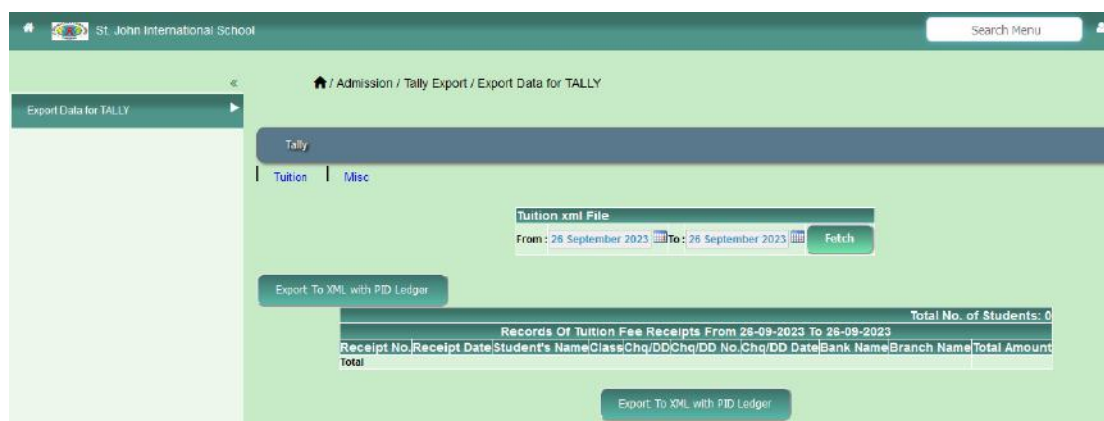 St. John International School
Search Menu
«
/ Admission / Tally Export / Export Data for TALLY
Export Data for TALLY
Tally
Tuition
Misc
Tuition xml File
From : 26 September 2023 To : 26 September 2023 Fetch
Export To XML with PID Ledger
Total No. of Students: 0
Records Of Tuition Fee Receipts From 26-09-2023 To 26-09-2023
Receipt No. Receipt Date Student's Name Class Chq/DD Chq/DD No. Chq/DD Date Bank Name Branch Name Total Amount
Total
Export To XML with PID Ledger